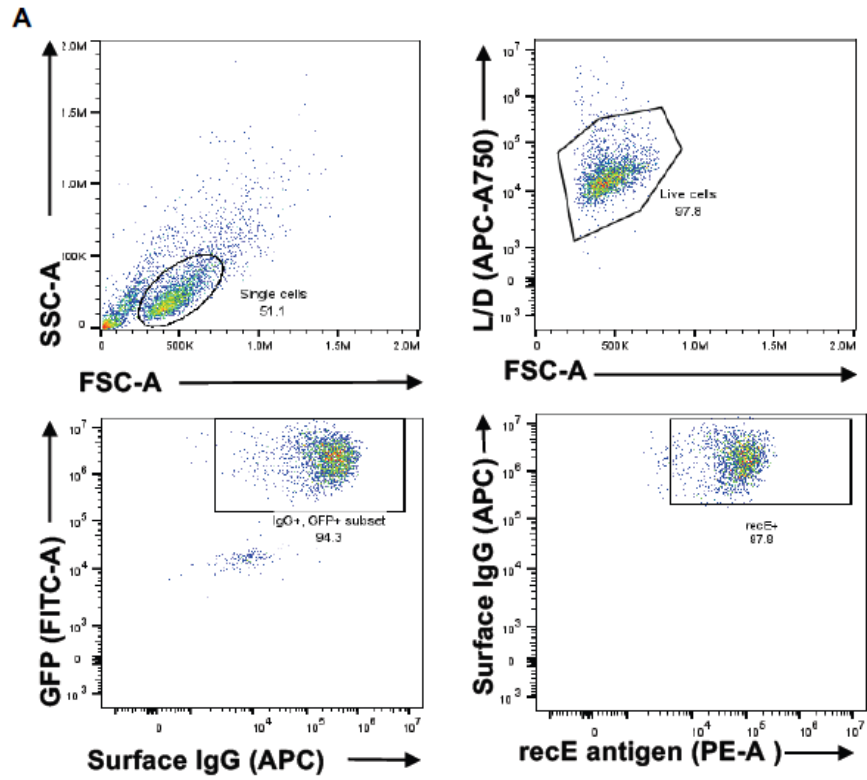 A
2.0M
1.5M
1.0M
00K
0
0 500K 1.0M 1.5M 2.0M
SSC-A
FSC-A
Single cells
51.1
10^7
10^6
10^5
10^4
10^3
0
10^3
0 500K 1.0M 1.5M 2.0M
L/D (APC-A750)
FSC-A
Live cells
97.8
10^7
10^6
10^5
10^4
10^3
0
10^3
0 10^4 10^5 10^6 10^7
GFP (FITC-A)
Surface IgG (APC)
IgG+, GFP+ subset
94.3
10^7
10^6
10^5
10^4
10^3
0
10^3
0 10^4 10^5 10^6 10^7
Surface IgG (APC)
recE antigen (PE-A )
recE+